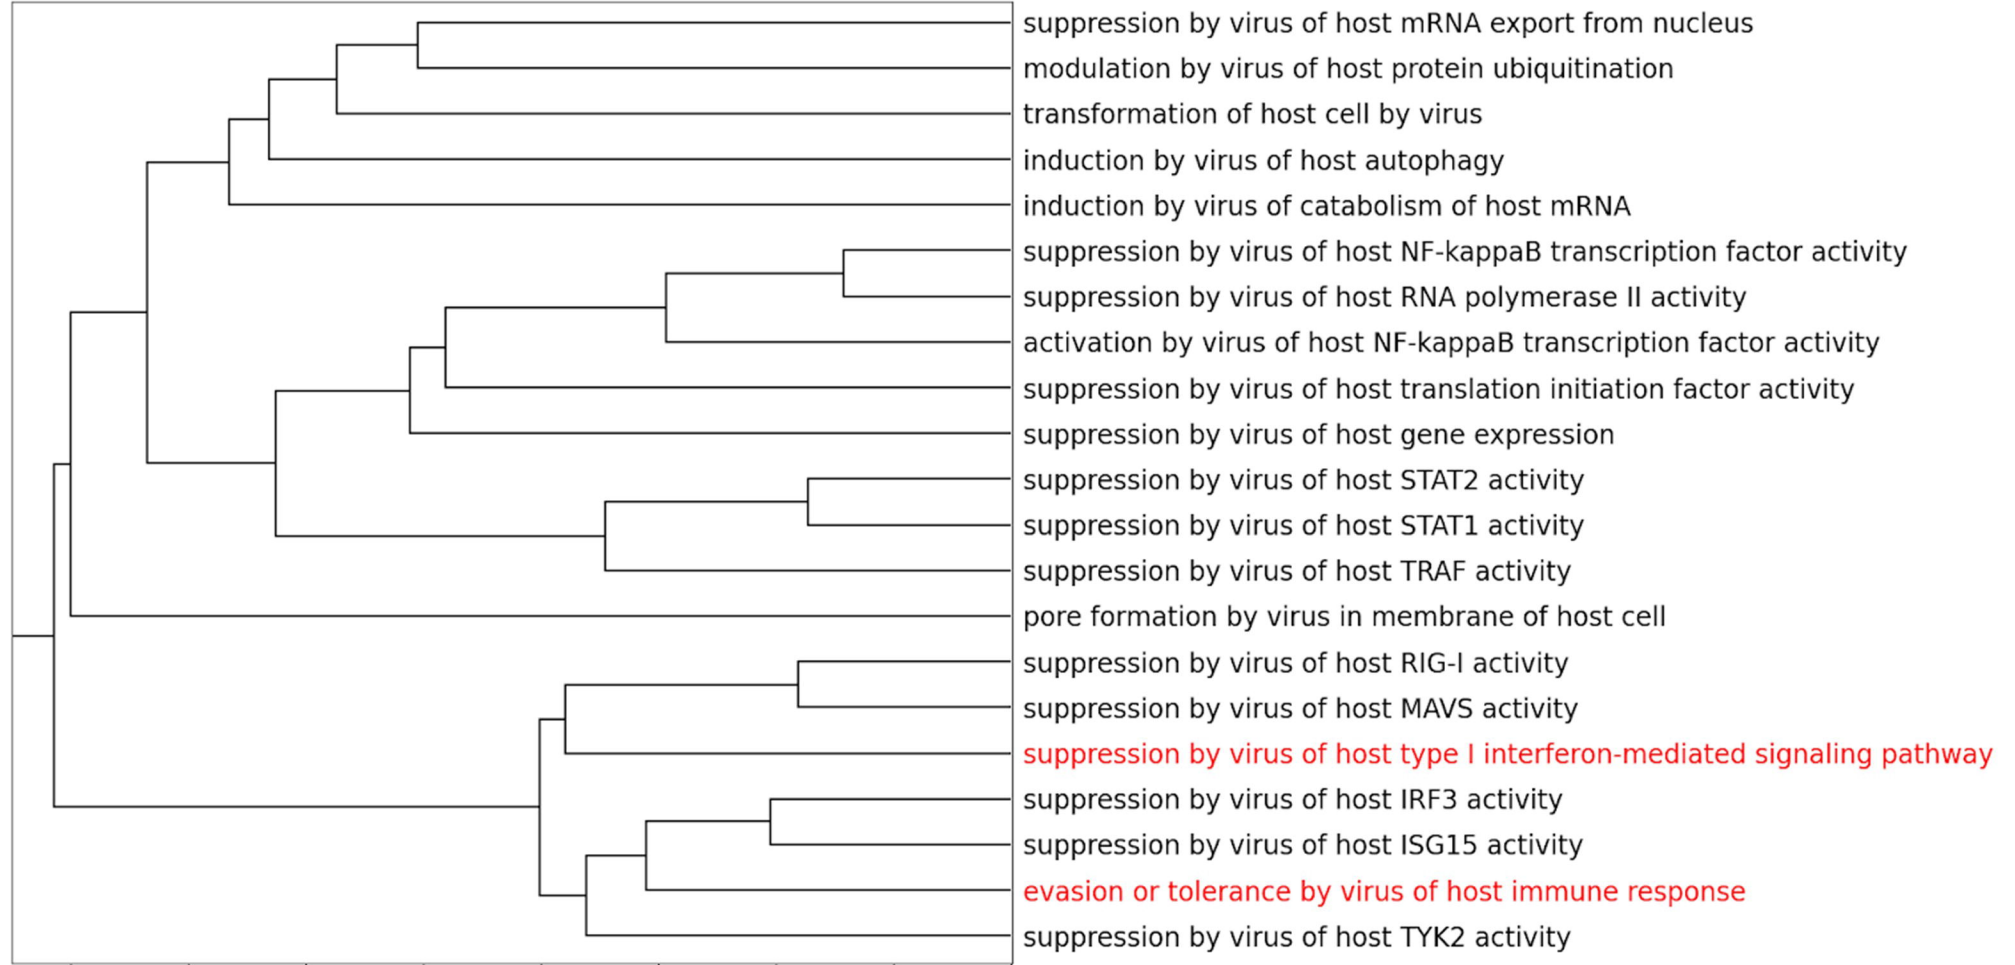 suppression by virus of host mRNA export from nucleus
modulation by virus of host protein ubiquitination
transformation of host cell by virus
induction by virus of host autophagy
induction by virus of catabolism of host mRNA
suppression by virus of host NF-kappaB transcription factor activity
suppression by virus of host RNA polymerase II activity
activation by virus of host NF-kappaB transcription factor activity
suppression by virus of host translation initiation factor activity
suppression by virus of host gene expression
suppression by virus of host STAT2 activity
suppression by virus of host STAT1 activity
suppression by virus of host TRAF activity
pore formation by virus in membrane of host cell
suppression by virus of host RIG-I activity
suppression by virus of host MAVS activity
suppression by virus of host type I interferon-mediated signaling pathway
suppression by virus of host IRF3 activity
suppression by virus of host ISG15 activity
evasion or tolerance by virus of host immune response
suppression by virus of host TYK2 activity